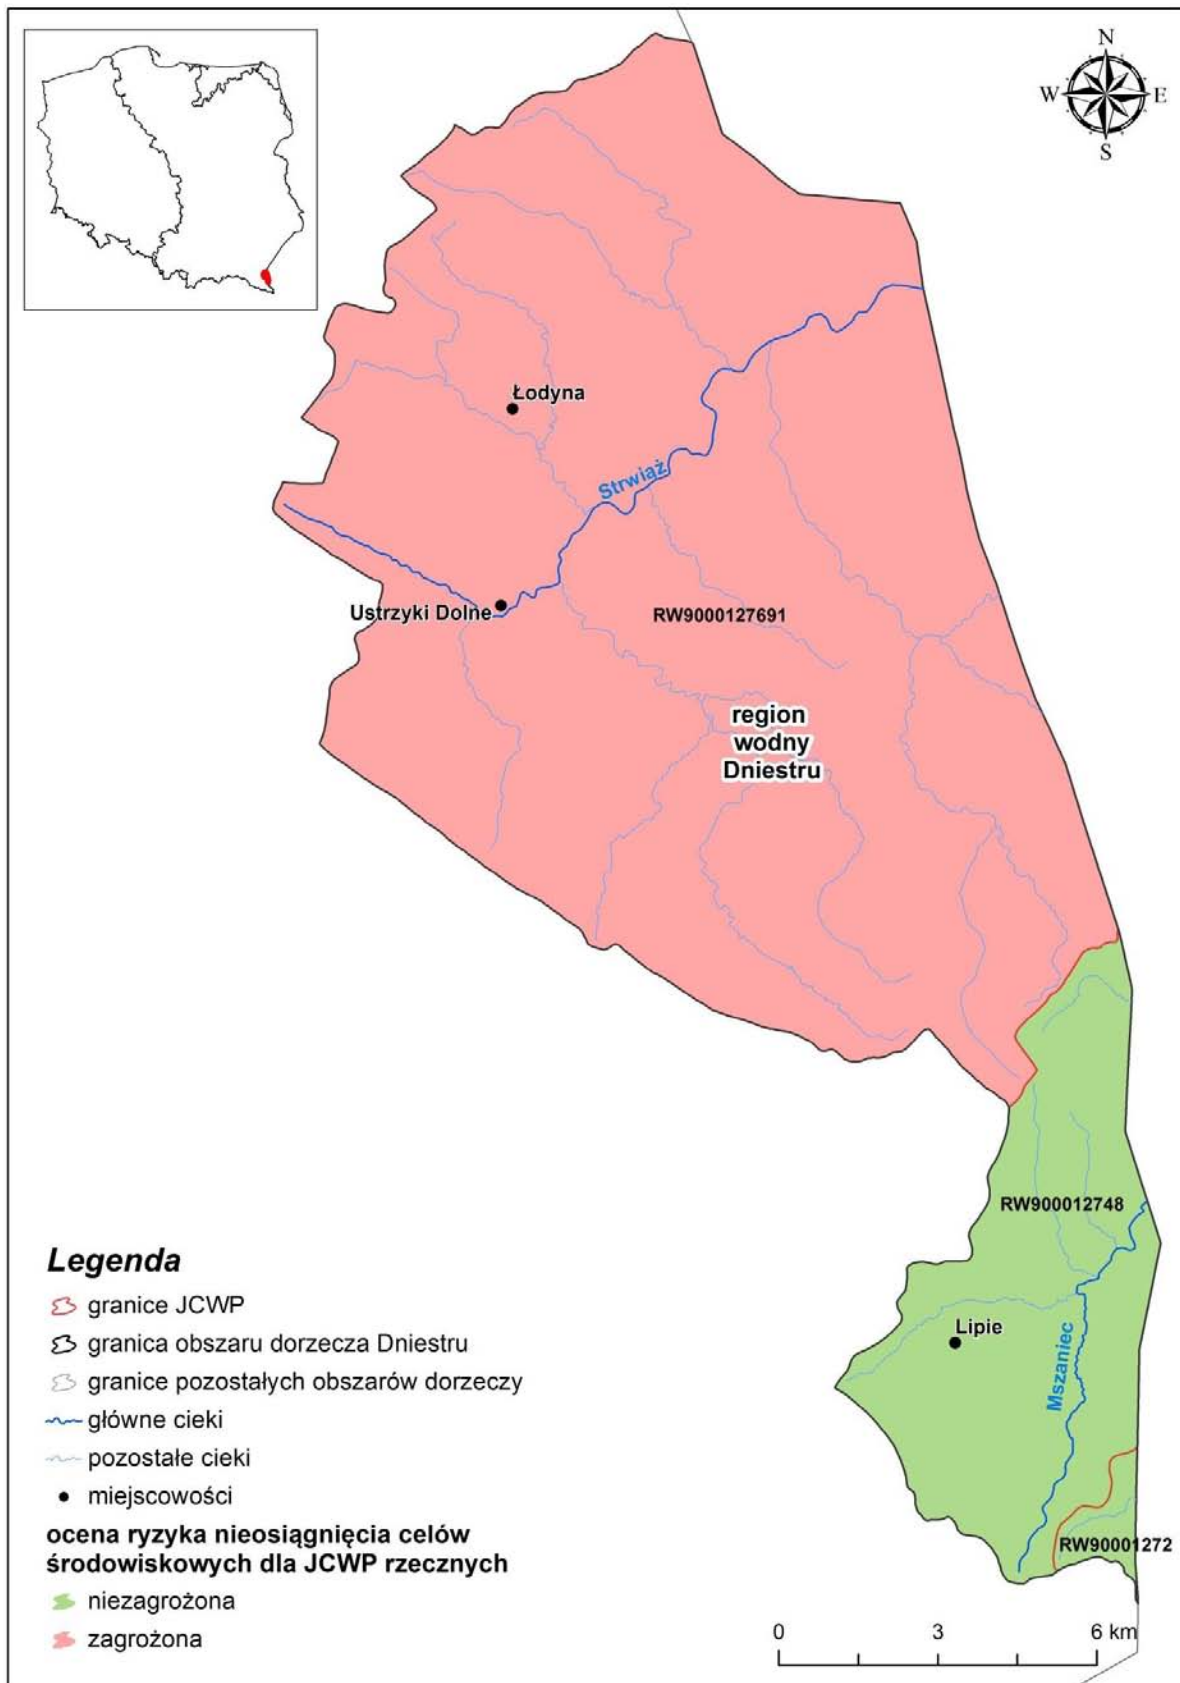 N
W E
S
Łodyna
Strwiąż
Ustrzyki Dolne
RW9000127691
region
wodny
Dniestru
RW900012748
Lipie
Mszaniec
RW90001272
Legenda
granice JCWP
granica obszaru dorzecza Dniestru
granice pozostałych obszarów dorzeczy
główne cieki
pozostałe cieki
miejscowości
ocena ryzyka nieosiągnięcia celów
środowiskowych dla JCWP rzecznych
niezagrożona
zagrożona
0 3 6 km